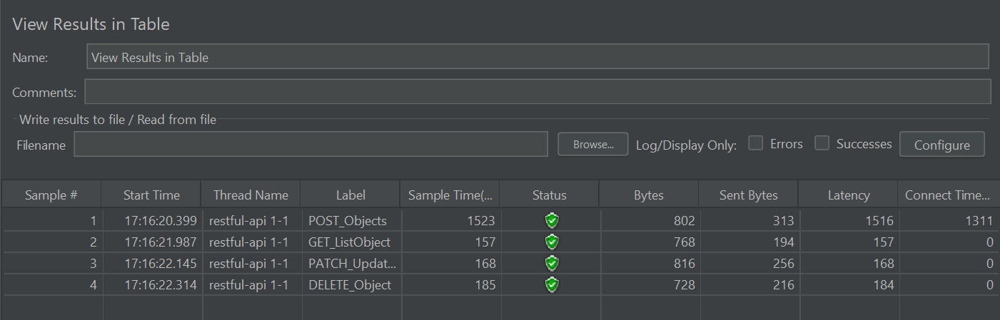 View Results in Table
Name: View Results in Table
Comments:
Write results to file / Read from file
Filename Browse... Log/Display Only: Errors Successes Configure
Sample # Start Time Thread Name Label Sample Time(... Status Bytes Sent Bytes Latency Connect Time...
1 17:16:20.399 restful-api 1-1 POST_Objects 1523 802 313 1516 1311
2 17:16:21.987 restful-api 1-1 GET_ListObject 157 768 194 157 0
3 17:16:22.145 restful-api 1-1 PATCH_Updat... 168 816 256 168 0
4 17:16:22.314 restful-api 1-1 DELETE_Object 185 728 216 184 0